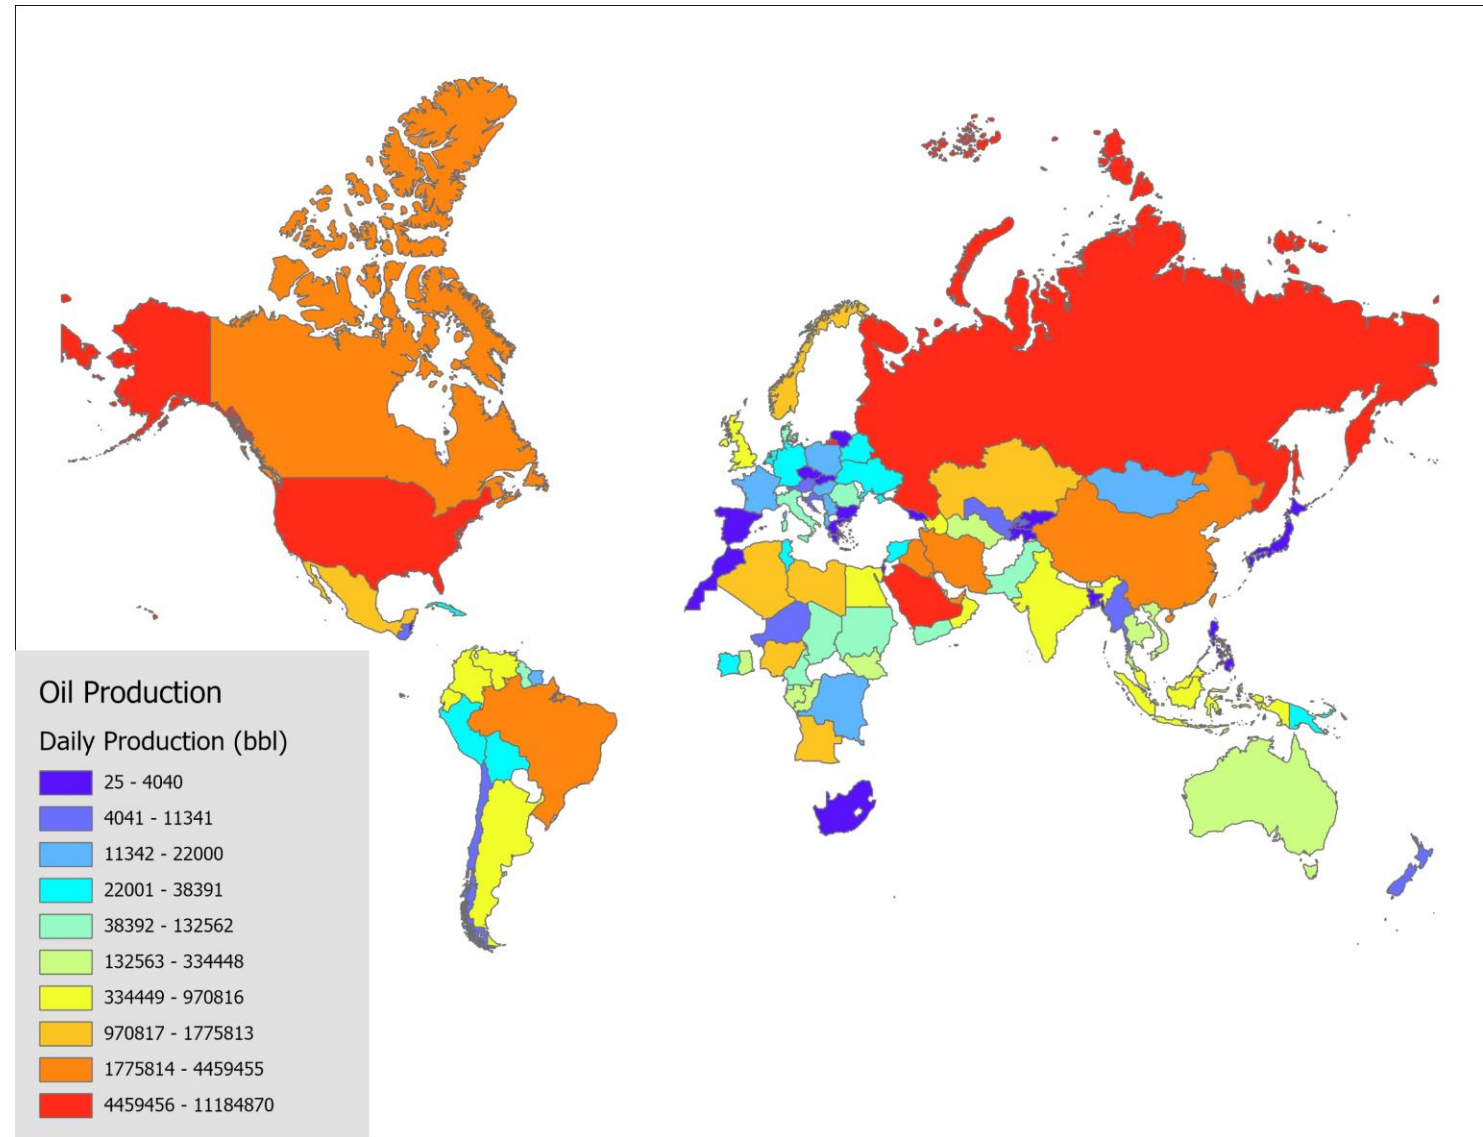 Oil Production
Daily Production (bbl)
25 - 4040
4041 - 11341
11342 - 22000
22001 - 38391
38392 - 132562
132563 - 334448
334449 - 970816
970817 - 1775813
1775814 - 4459455
4459456 - 11184870